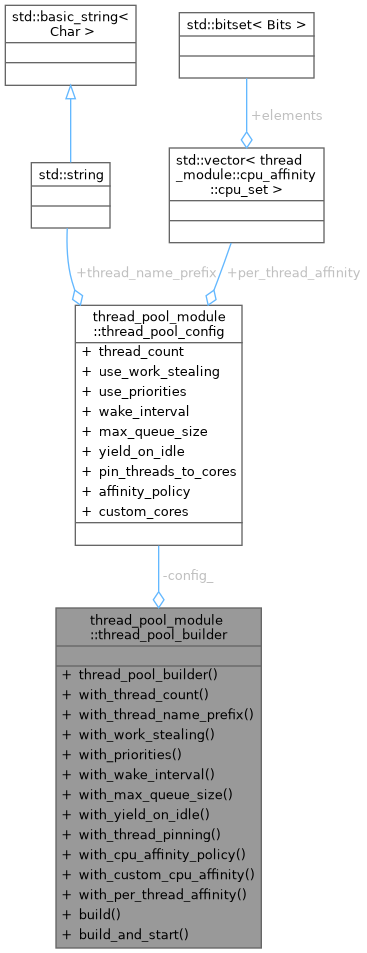 std::basic_string<
Char >
std::bitset< Bits >
+elements
std::string
std::vector< thread
_module::cpu_affinity
::cpu_set >
+thread_name_prefix
+per_thread_affinity
thread_pool_module
::thread_pool_config
+ thread_count
+ use_work_stealing
+ use_priorities
+ wake_interval
+ max_queue_size
+ yield_on_idle
+ pin_threads_to_cores
+ affinity_policy
+ custom_cores
-config_
thread_pool_module
::thread_pool_builder
+ thread_pool_builder()
+ with_thread_count()
+ with_thread_name_prefix()
+ with_work_stealing()
+ with_priorities()
+ with_wake_interval()
+ with_max_queue_size()
+ with_yield_on_idle()
+ with_thread_pinning()
+ with_cpu_affinity_policy()
+ with_custom_cpu_affinity()
+ with_per_thread_affinity()
+ build()
+ build_and_start()